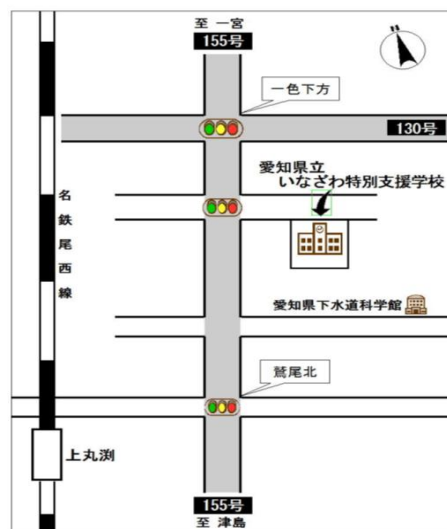 至 一宮
155号
一色下方
130号
愛知県立
いなざわ特別支援学校
名鉄尾西線
愛知県下水道科学館
鷲尾北
上丸渕
155号
至 津島